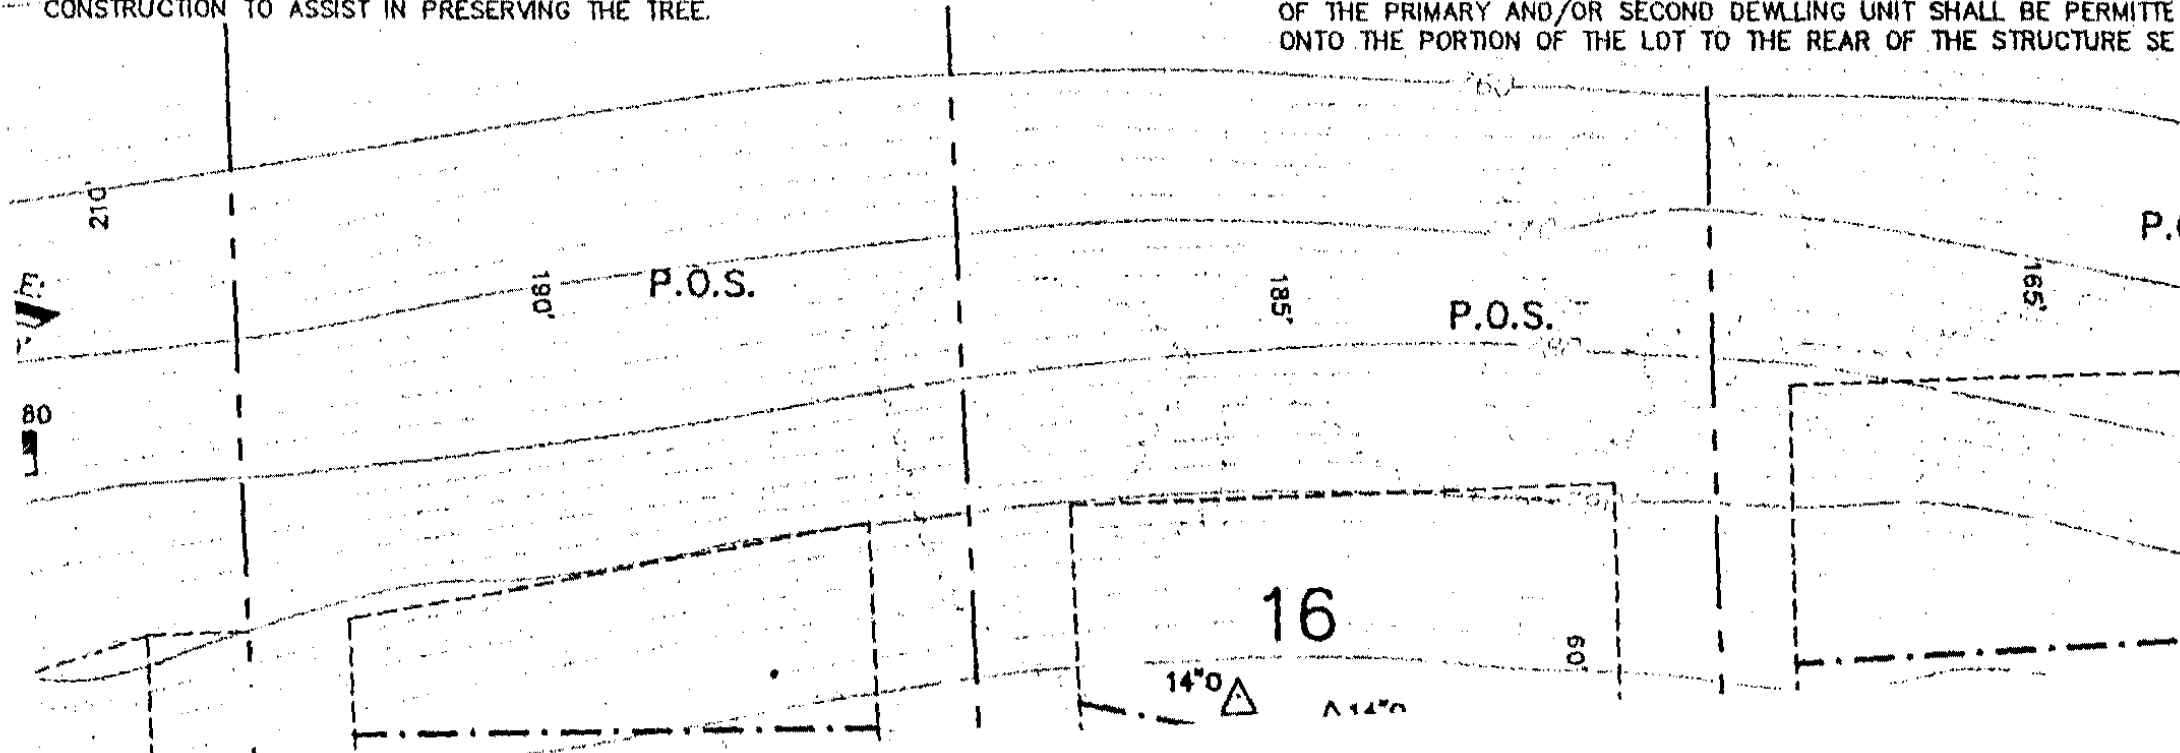 CONSTRUCTION TO ASSIST IN PRESERVING THE TREE.
OF THE PRIMARY AND/OR SECOND DEWLLING UNIT SHALL BE PERMITTE
ONTO THE PORTION OF THE LOT TO THE REAR OF THE STRUCTURE SE
210'
E.
190'
P.O.S.
185'
P.O.S.
165'
P.
80
16
60'
14"O
14"O